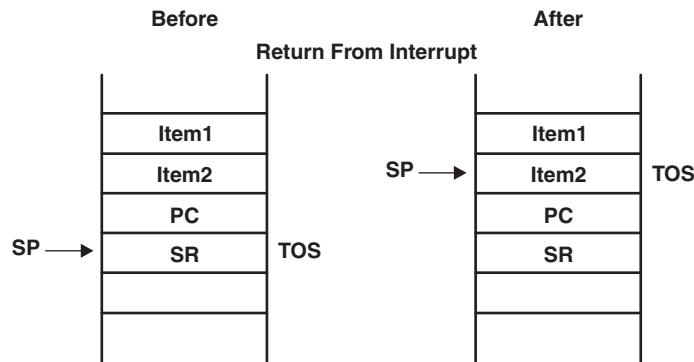 Before
After
Return From Interrupt
Item1
Item2
PC
SP
SR
TOS
Item1
SP
Item2
TOS
PC
SR